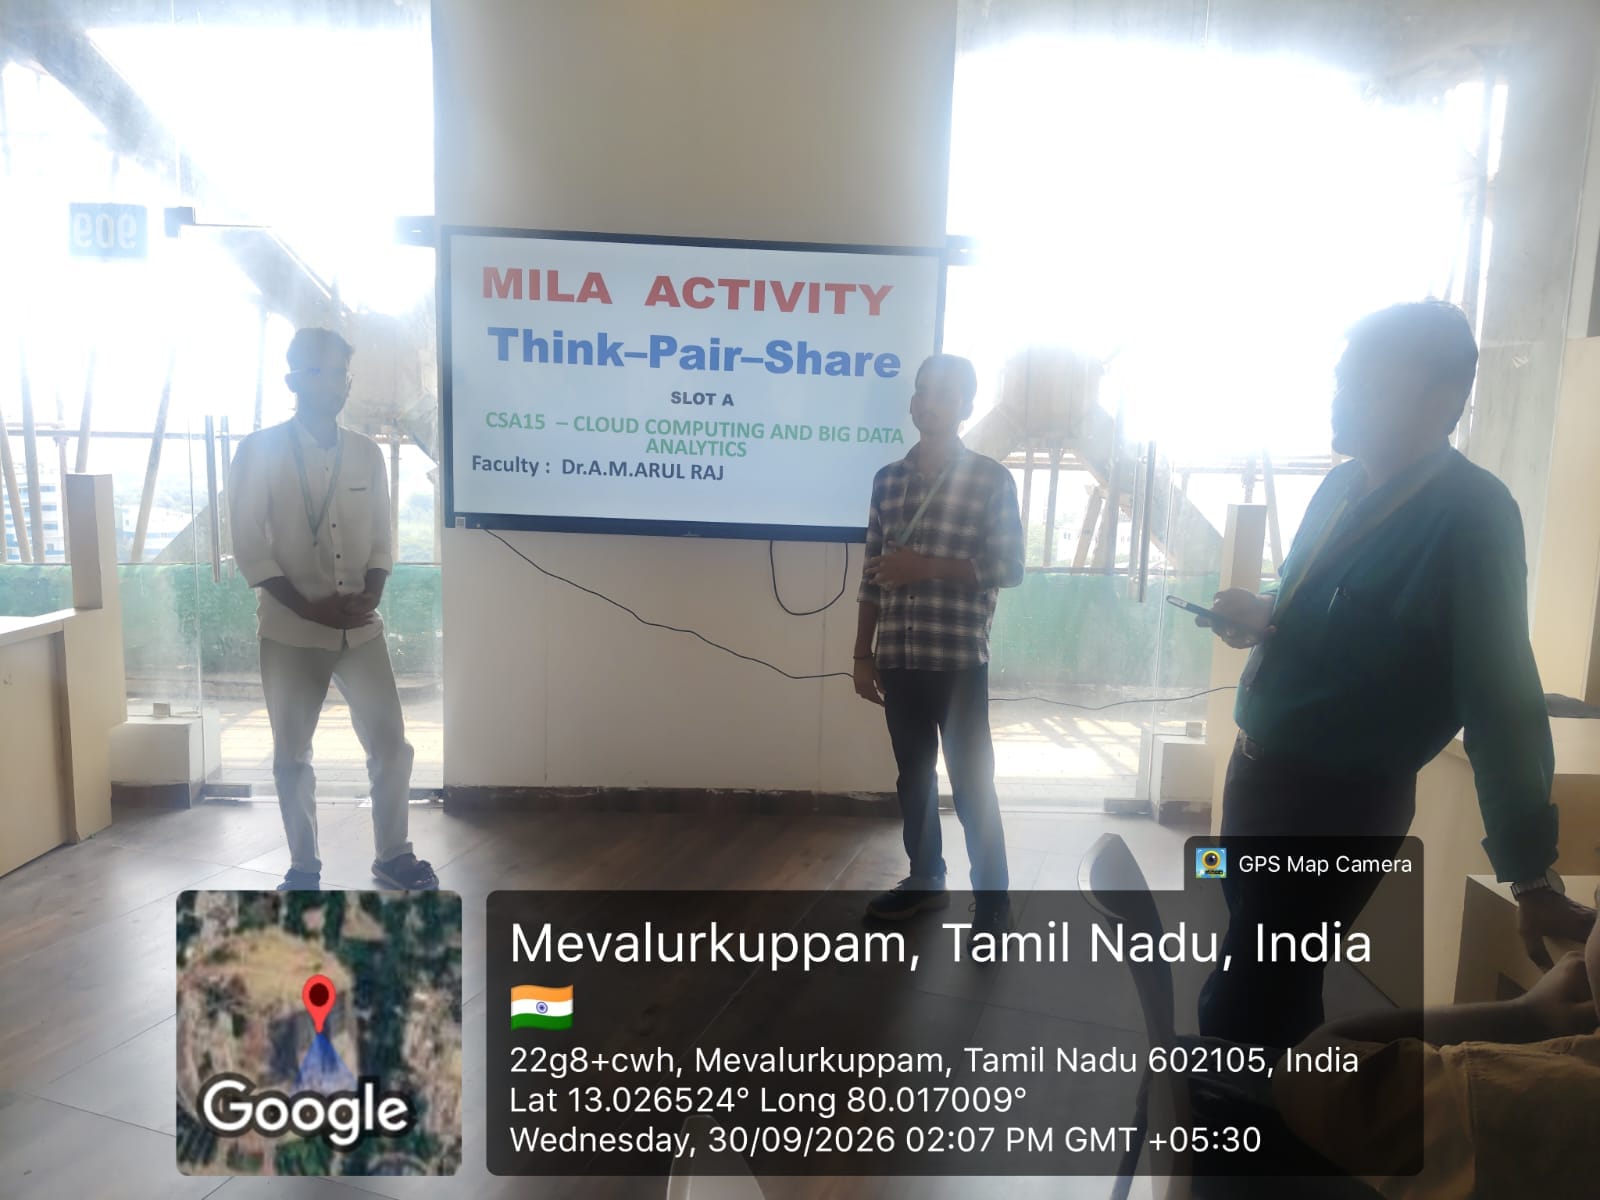 909
MILA ACTIVITY
Think–Pair–Share
SLOT A
CSA15 – CLOUD COMPUTING AND BIG DATA
ANALYTICS
Faculty : Dr.A.M.ARUL RAJ
GPS Map Camera
Mevalurkuppam, Tamil Nadu, India
22g8+cwh, Mevalurkuppam, Tamil Nadu 602105, India
Lat 13.026524° Long 80.017009°
Wednesday, 30/09/2026 02:07 PM GMT +05:30
Google